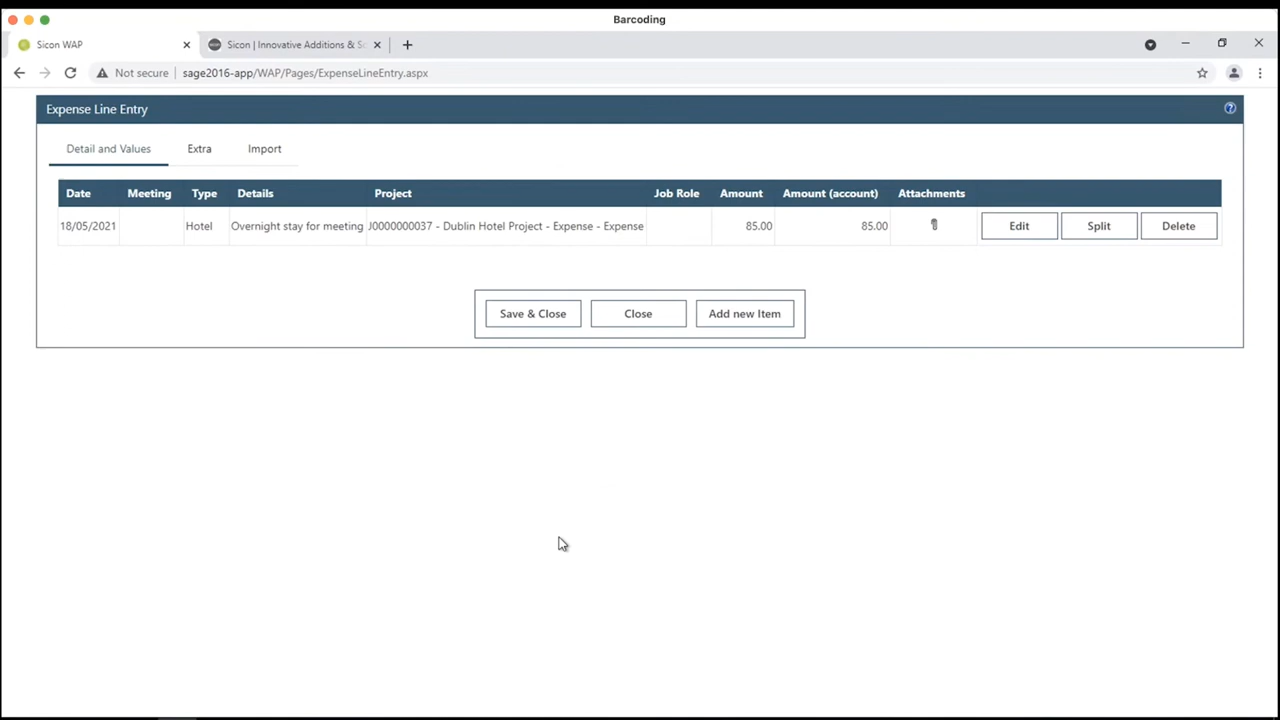 Barcoding
Sicon WAP
Sicon | Innovative Additions & S
Not secure sage2016-app/WAP/Pages/ExpenseLineEntry.aspx
Expense Line Entry
Detail and Values Extra Import
Date Meeting Type Details Project Job Role Amount Amount (account) Attachments
18/05/2021 Hotel Overnight stay for meeting J0000000037 - Dublin Hotel Project - Expense - Expense 85.00 85.00 Edit Split Delete
Save & Close Close Add new Item